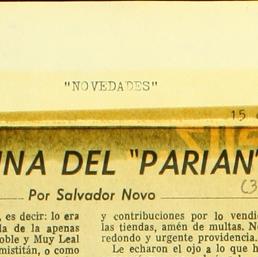 "NOVEDADES"
15
INA DEL "PARIAN"
Por Salvador Novo
(3
, es decir: lo era
la de la apenas
oble y Muy Leal
mistitán, o como
y contribuciones por lo vendi
las tiendas, amén de multas. No
redondo y urgente providencia.
Le echaron el ojo a lo que h